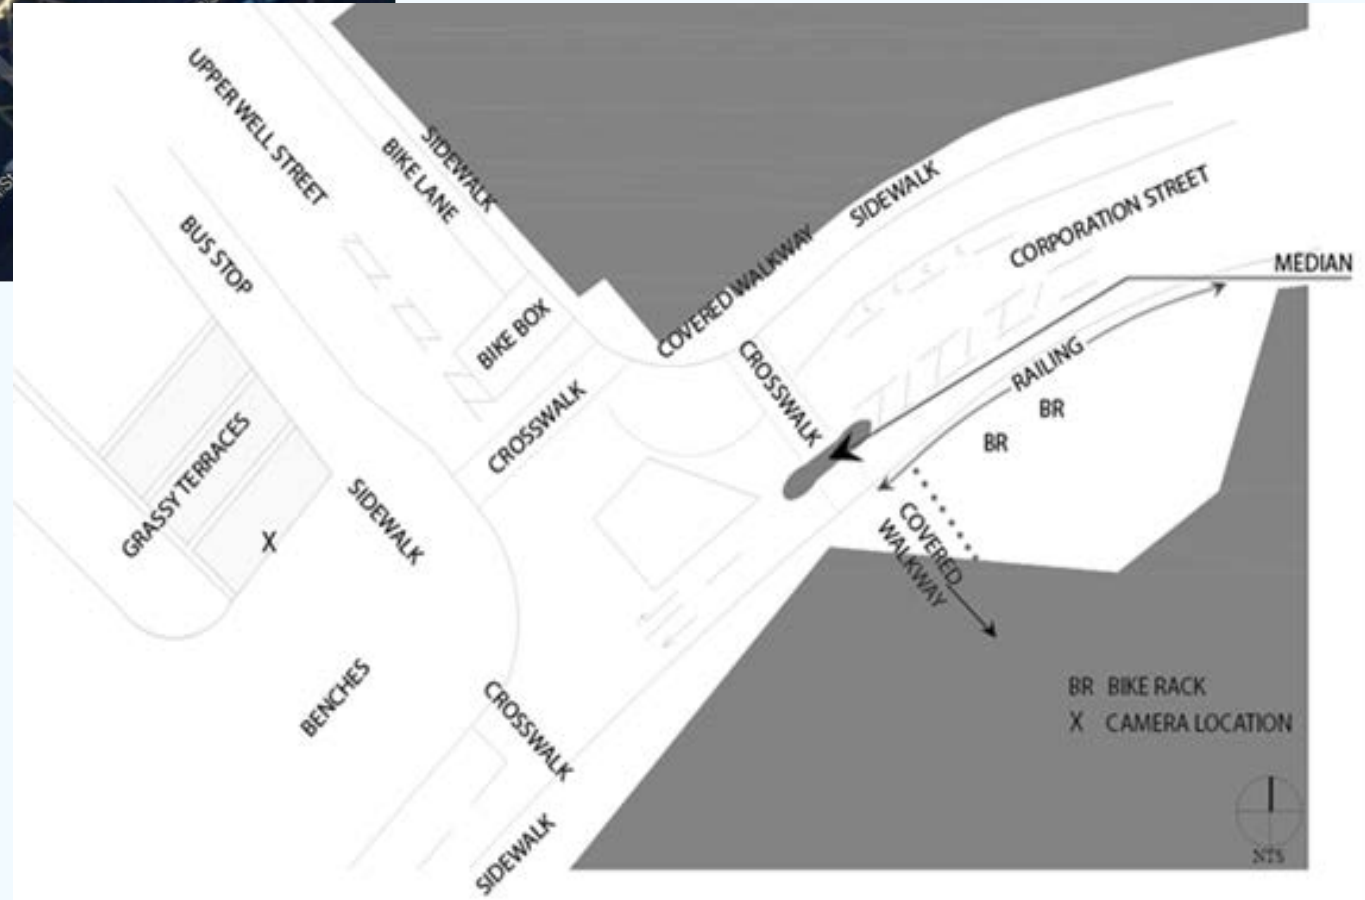 UPPER WELL STREET
SIDEWALK
BIKE LANE
BUS STOP
BIKE BOX
COVERED WALKWAY
SIDEWALK
CORPORATION STREET
MEDIAN
CROSSWALK
CROSSWALK
RAILING
BR
BR
GRASSY TERRACES
X
SIDEWALK
COVERED
WALKWAY
BENCHES
CROSSWALK
SIDEWALK
BR BIKE RACK
X CAMERA LOCATION
NTS